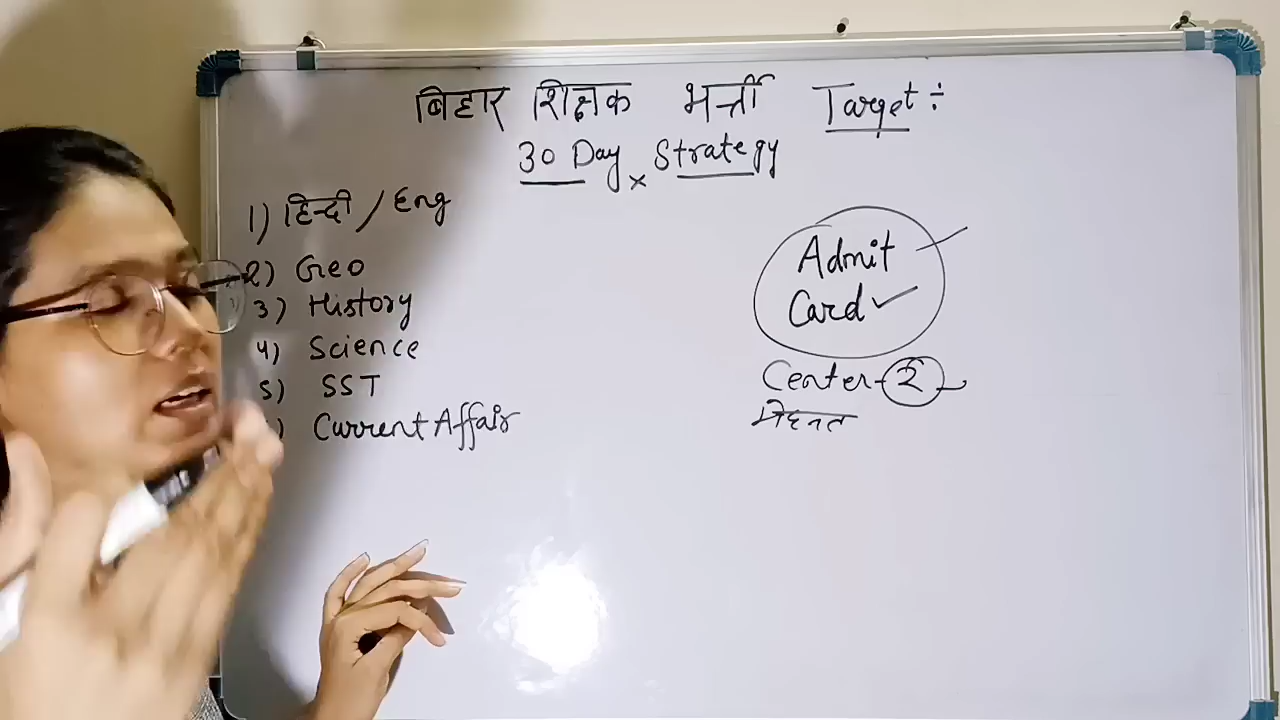 बिहार शिक्षक भर्ती Target ÷
30 Day x Strategy
1) हिन्दी / Eng
2) Geo
3) History
4) Science
5) SST
) Current Affair
Admit
Card ✓
Center - 2
मेहनत